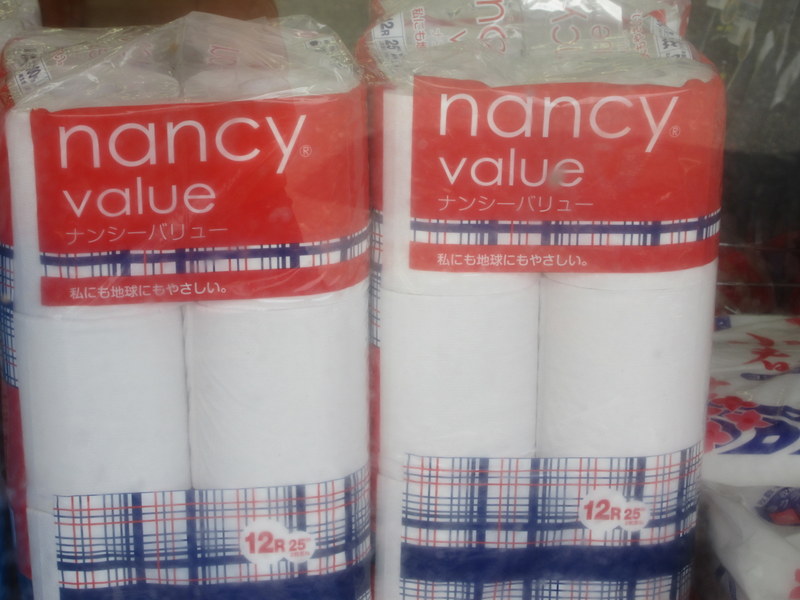 nancy®
value
ナンシーバリュー
私にも地球にもやさしい。
12R 25m
nancy®
value
ナンシーバリュー
私にも地球にもやさしい。
12R 25m